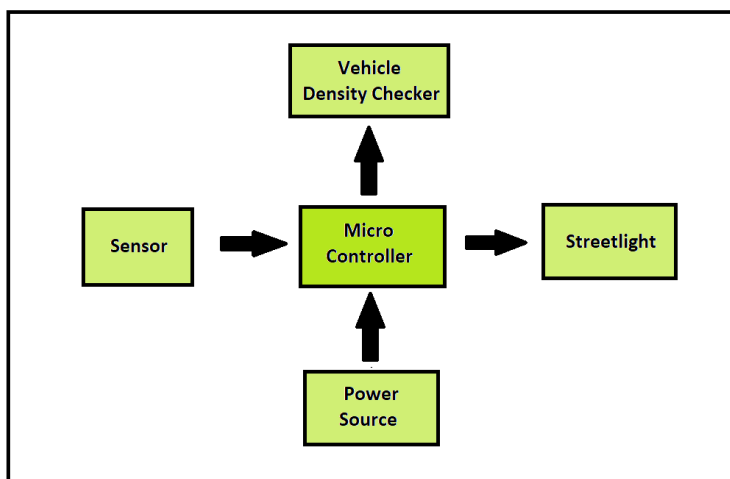 Vehicle
Density Checker
Sensor
Micro
Controller
Streetlight
Power
Source